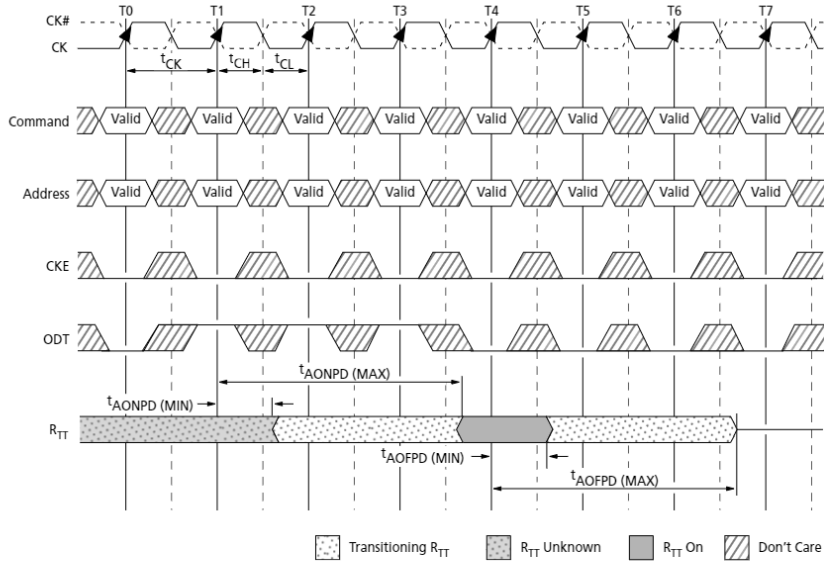 T0 T1 T2 T3 T4 T5 T6 T7
CK#
CK
tCK tCH tCL
Command Valid Valid Valid Valid Valid Valid Valid Valid
Address Valid Valid Valid Valid Valid Valid Valid Valid
CKE
ODT
tAONPD (MAX)
tAONPD (MIN)
RTT
tAOFPD (MIN)
tAOFPD (MAX)
Transitioning RTT RTT Unknown RTT On Don't Care